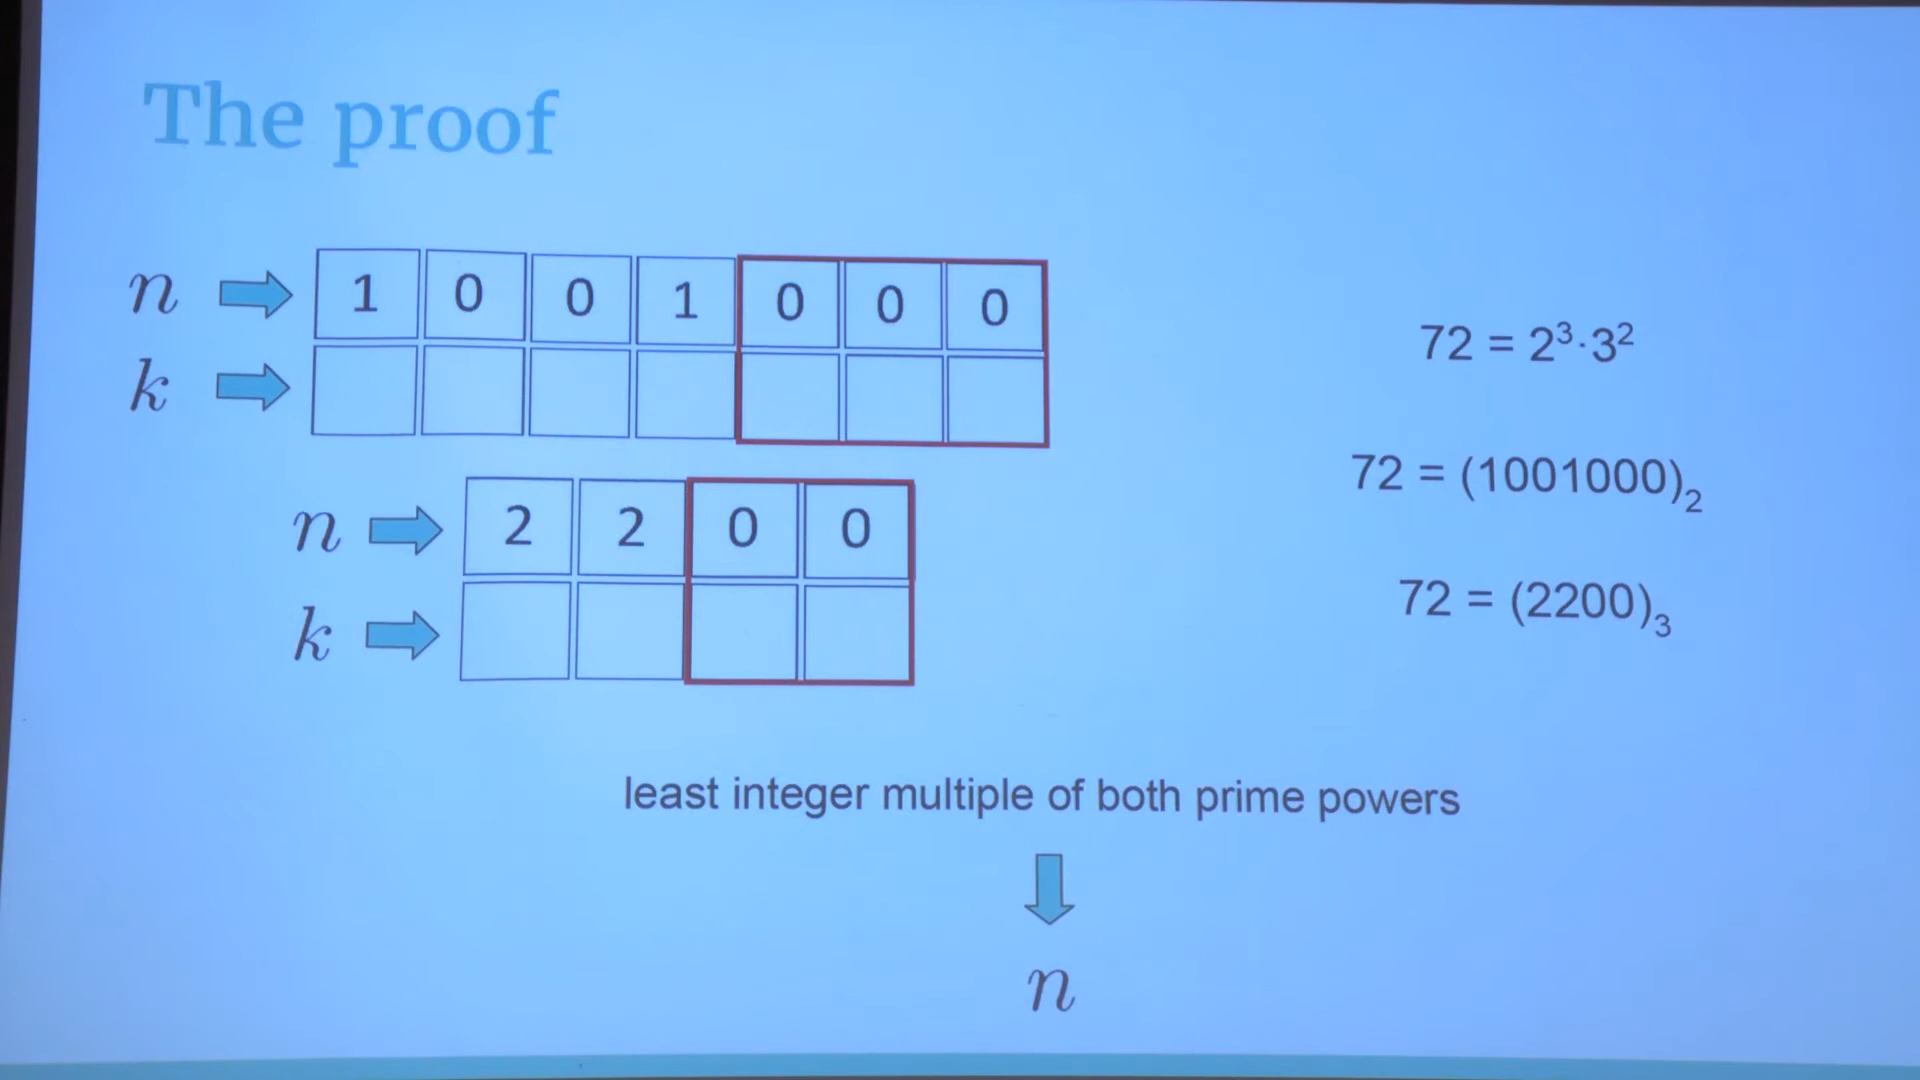 The proof
n 1 0 0 1 0 0 0
k
n 2 2 0 0
k
72 = 2³·3²
72 = (1001000)₂
72 = (2200)₃
least integer multiple of both prime powers
n